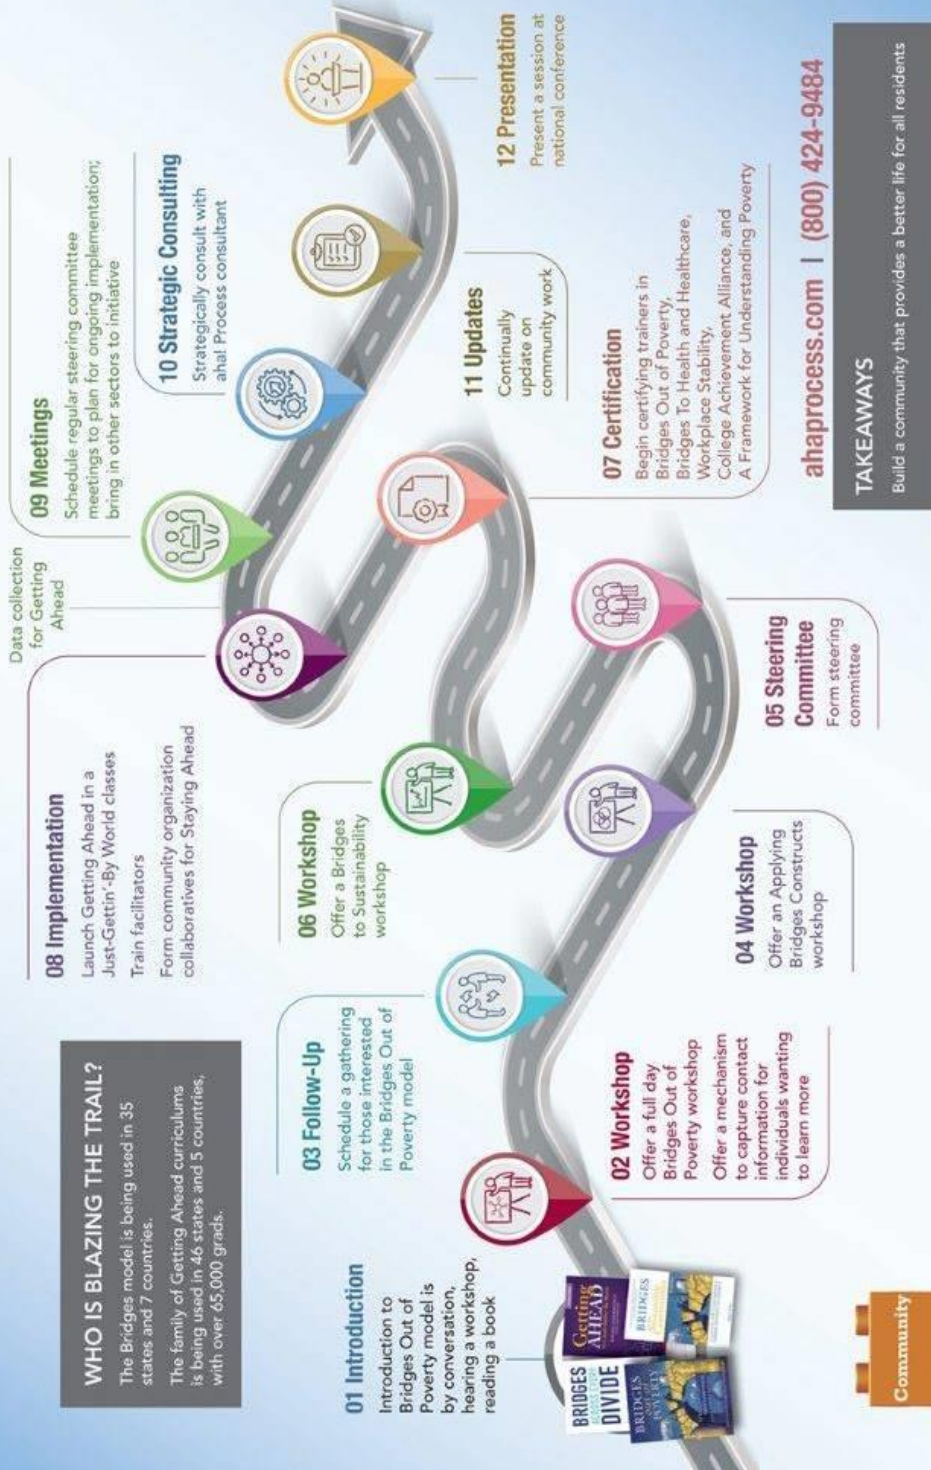 WHO IS BLAZING THE TRAIL?
The Bridges model is being used in 35
states and 7 countries.
The family of Getting Ahead curriculums
is being used in 46 states and 5 countries,
with over 65,000 grads.
01 Introduction
Introduction to
Bridges Out of
Poverty model is
by conversation,
hearing a workshop,
reading a book
BRIDGES
ACROSS EVERY
DIVIDE
Getting
AHEAD
BRIDGES
OUT OF
POVERTY
BRIDGES
02 Workshop
Offer a full day
Bridges Out of
Poverty workshop
Offer a mechanism
to capture contact
information for
individuals wanting
to learn more
03 Follow-Up
Schedule a gathering
for those interested
in the Bridges Out of
Poverty model
04 Workshop
Offer an Applying
Bridges Constructs
workshop
05 Steering
Committee
Form steering
committee
06 Workshop
Offer a Bridges
to Sustainability
workshop
07 Certification
Begin certifying trainers in
Bridges Out of Poverty,
Bridges To Health and Healthcare,
Workplace Stability,
College Achievement Alliance, and
A Framework for Understanding Poverty
08 Implementation
Launch Getting Ahead in a
Just-Gettin'-By World classes
Train facilitators
Form community organization
collaboratives for Staying Ahead
Data collection
for Getting
Ahead
09 Meetings
Schedule regular steering committee
meetings to plan for ongoing implementation;
bring in other sectors to initiative
10 Strategic Consulting
Strategically consult with
aha! Process consultant
11 Updates
Continually
update on
community work
12 Presentation
Present a session at
national conference
ahaprocess.com | (800) 424-9484
TAKEAWAYS
Build a community that provides a better life for all residents
Community